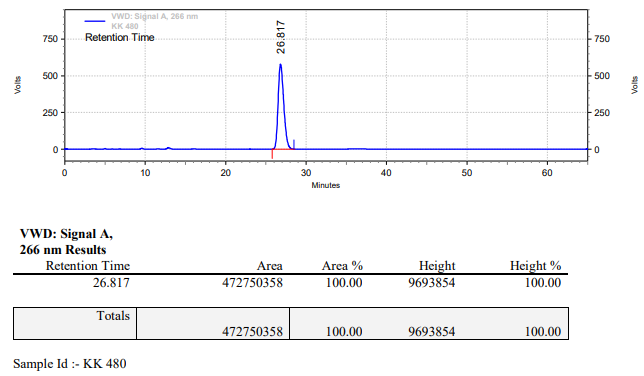 VWD: Signal A, 266 nm
KK 480
Retention Time
26.817
750
500
250
0
Volts
750
500
250
0
Volts
0 10 20 30 40 50 60
Minutes
VWD: Signal A,
266 nm Results
Retention Time Area Area % Height Height %
26.817 472750358 100.00 9693854 100.00
Totals
472750358 100.00 9693854 100.00
Sample Id :- KK 480